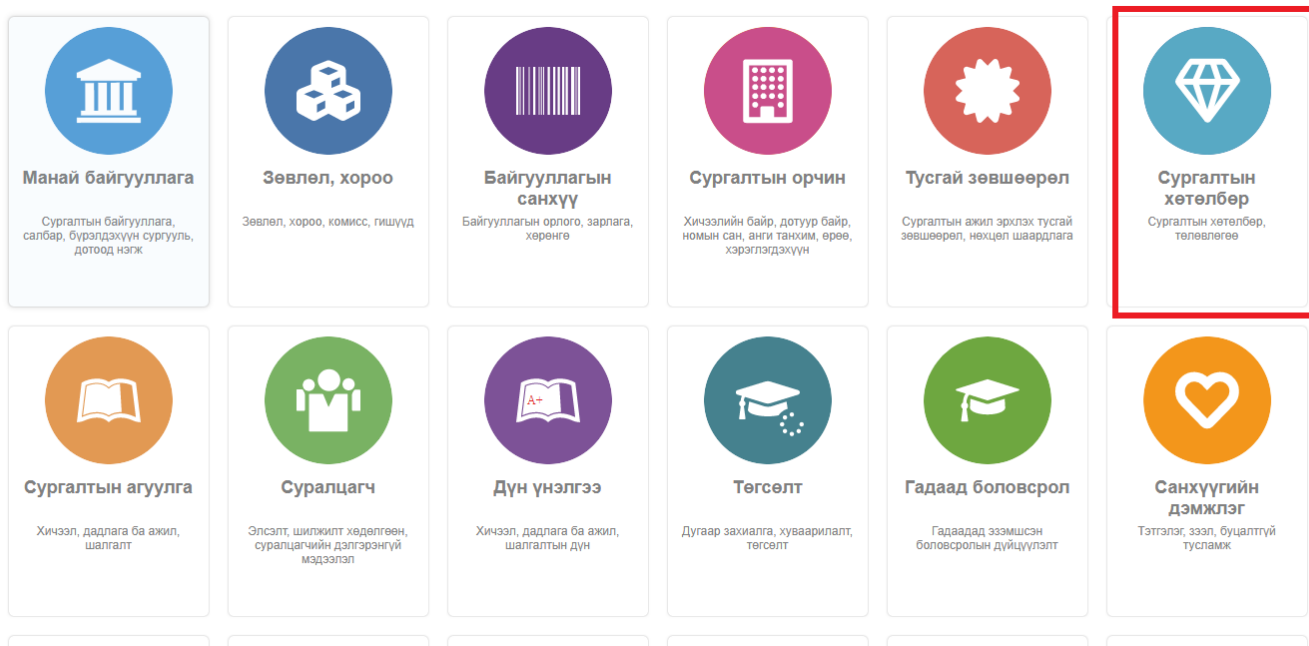 Манай байгууллага
Сургалтын байгууллага,
салбар, бүрэлдэхүүн сургууль,
дотоод нэгж
Зөвлөл, хороо
Зөвлөл, хороо, комисс, гишүүд
Байгууллагын
санхүү
Байгууллагын орлого, зарлага,
хөрөнгө
Сургалтын орчин
Хичээлийн байр, дотуур байр,
номын сан, анги танхим, өрөө,
хэрэглэгдэхүүн
Тусгай зөвшөөрөл
Сургалтын ажил эрхлэх тусгай
зөвшөөрөл, нөхцөл шаардлага
Сургалтын
хөтөлбөр
Сургалтын хөтөлбөр,
төлөвлөгөө
Сургалтын агуулга
Хичээл, дадлага ба ажил,
шалгалт
Суралцагч
Элсэлт, шилжилт хөдөлгөөн,
суралцагчийн дэлгэрэнгүй
мэдээлэл
A+
Дүн үнэлгээ
Хичээл, дадлага ба ажил,
шалгалтын дүн
Төгсөлт
Дугаар захиалга, хуваарилалт,
төгсөлт
Гадаад боловсрол
Гадаадад эзэмшсэн
боловсролын дүйцүүлэлт
Санхүүгийн
дэмжлэг
Тэтгэлэг, зээл, буцалтгүй
тусламж